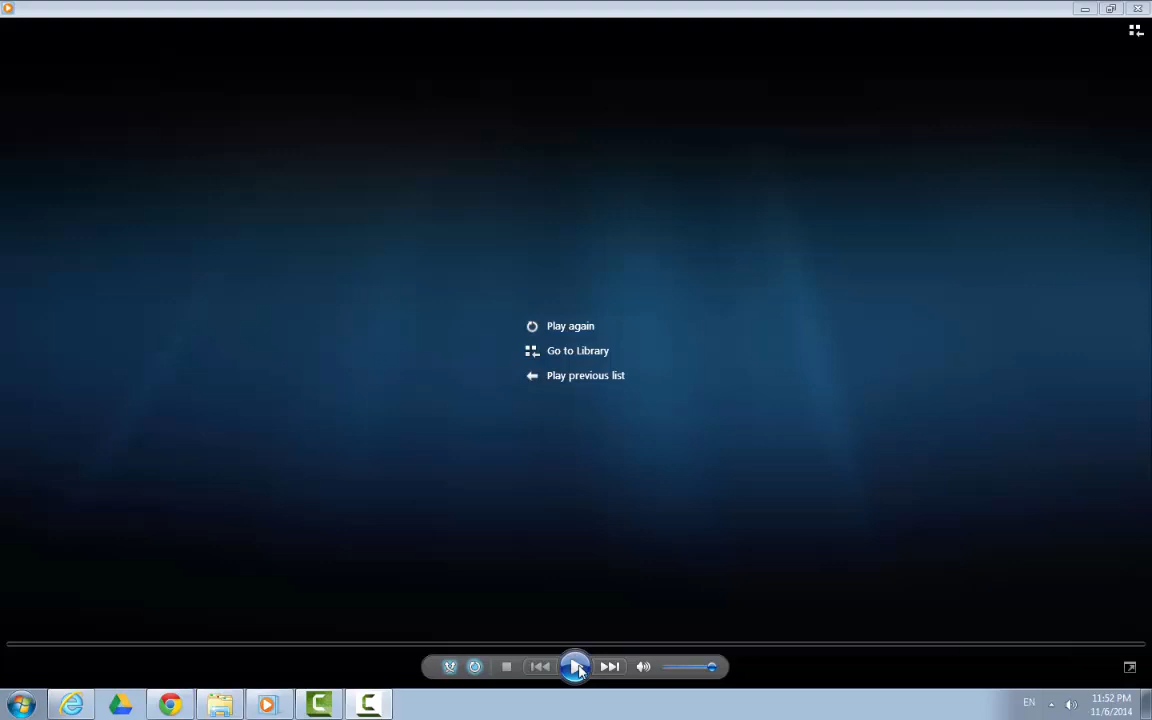 Play again
Go to Library
Play previous list
EN
11:52 PM
11/6/2014